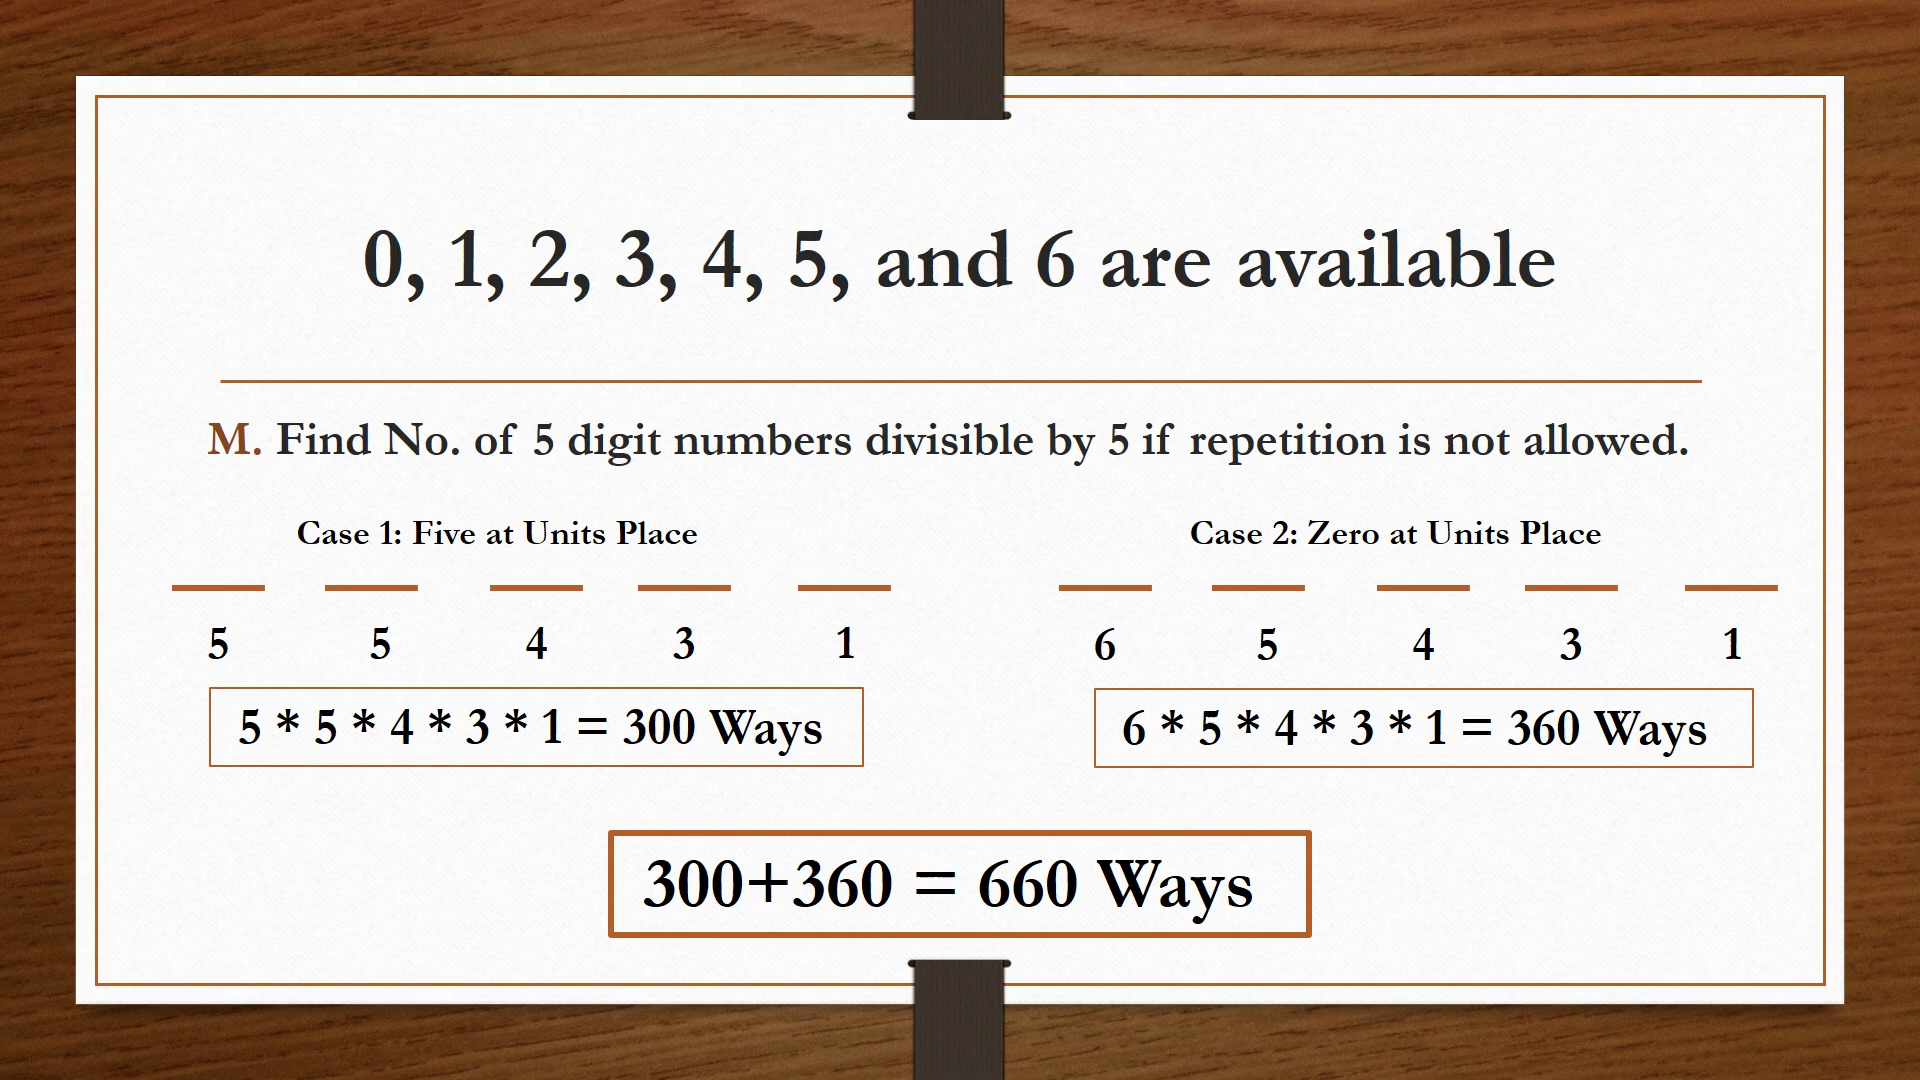 0, 1, 2, 3, 4, 5, and 6 are available
M. Find No. of 5 digit numbers divisible by 5 if repetition is not allowed.
Case 1: Five at Units Place
5 5 4 3 1
5 * 5 * 4 * 3 * 1 = 300 Ways
Case 2: Zero at Units Place
6 5 4 3 1
6 * 5 * 4 * 3 * 1 = 360 Ways
300+360 = 660 Ways